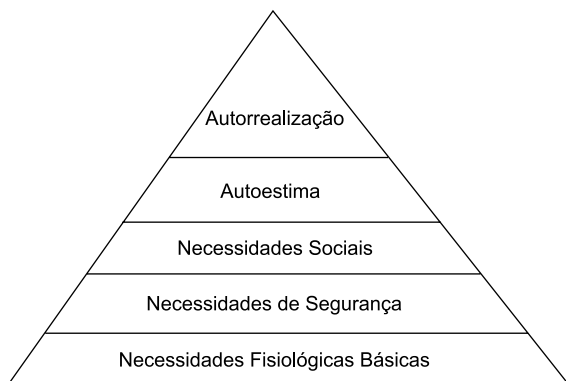 Autorrealização
Autoestima
Necessidades Sociais
Necessidades de Segurança
Necessidades Fisiológicas Básicas